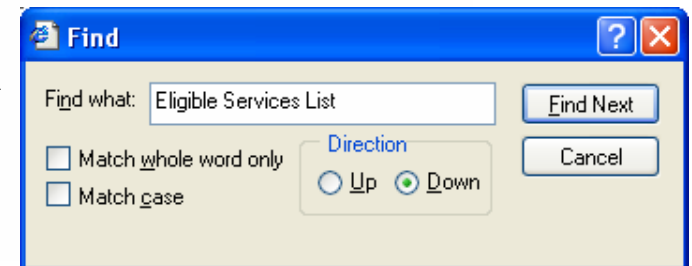 Find
Find what: Eligible Services List Find Next
Direction Cancel
Match whole word only
Up Down
Match case